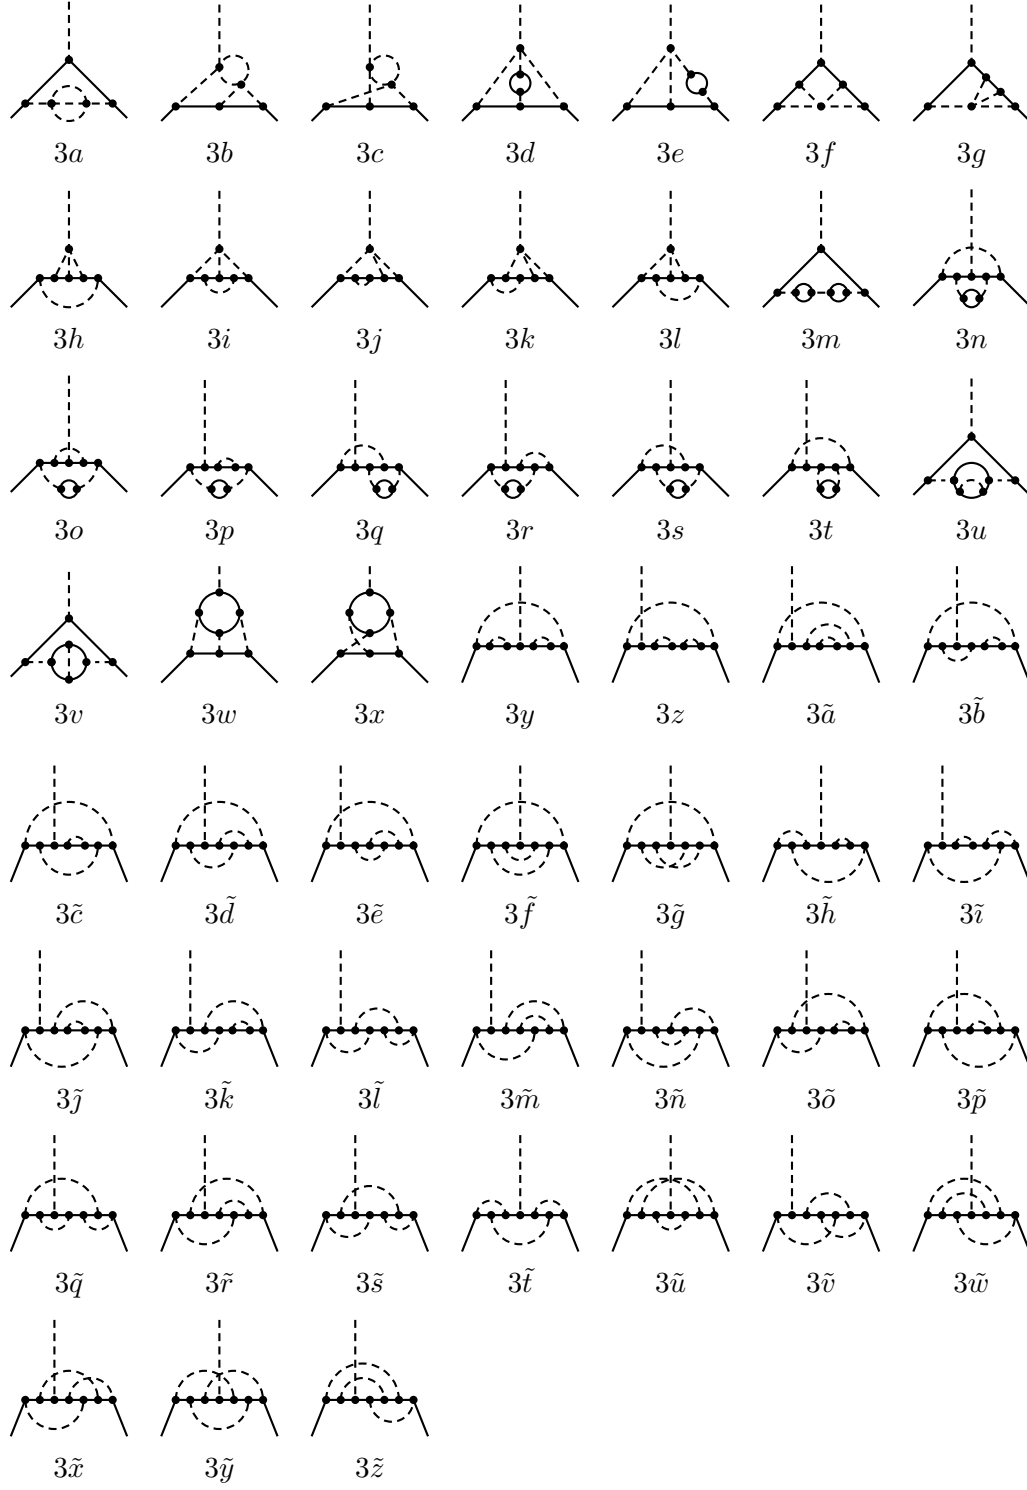 3a 3b 3c 3d 3e 3f 3g
3h 3i 3j 3k 3l 3m 3n
3o 3p 3q 3r 3s 3t 3u
3v 3w 3x 3y 3z 3ã 3b̃
3c̃ 3d̃ 3ẽ 3f̃ 3g̃ 3h̃ 3ı̃
3ȷ̃ 3k̃ 3l̃ 3m̃ 3ñ 3õ 3p̃
3q̃ 3r̃ 3s̃ 3t̃ 3ũ 3ṽ 3w̃
3x̃ 3ỹ 3z̃